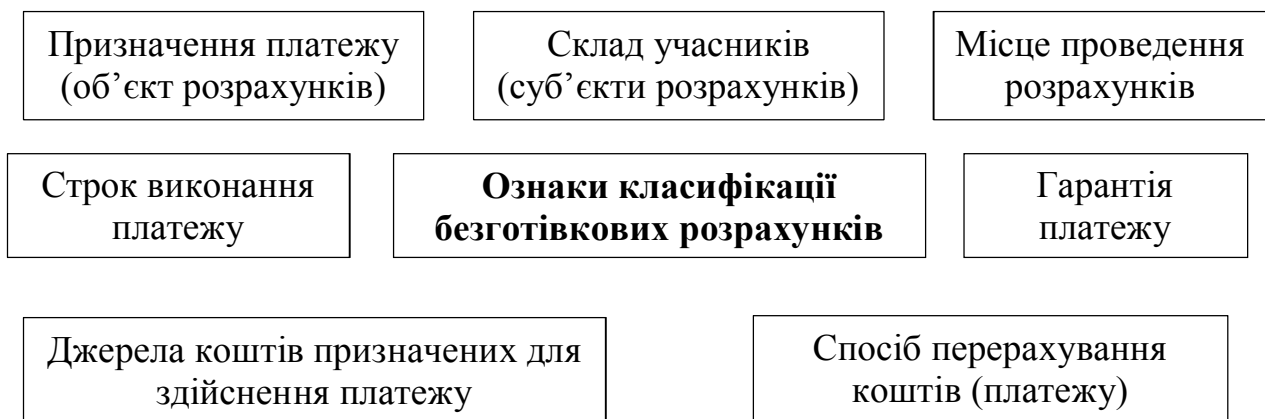 Призначення платежу
(об’єкт розрахунків)
Склад учасників
(суб’єкти розрахунків)
Місце проведення
розрахунків
Строк виконання
платежу
Ознаки класифікації
безготівкових розрахунків
Гарантія
платежу
Джерела коштів призначених для
здійснення платежу
Спосіб перерахування
коштів (платежу)